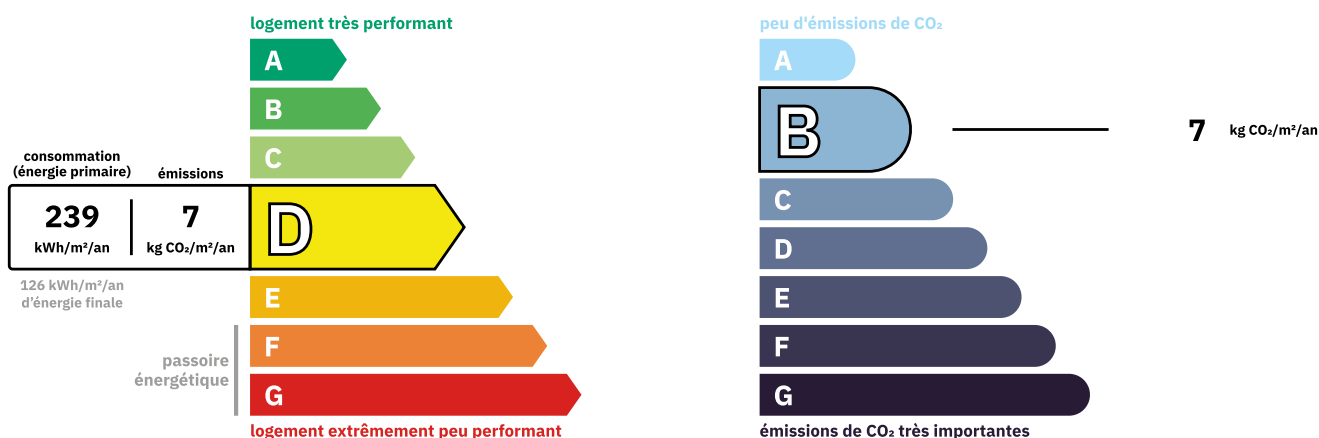 logement très performant
A
B
C
consommation
(énergie primaire)
émissions
239
kWh/m²/an
7
kg CO₂/m²/an
D
126 kWh/m²/an
d'énergie finale
E
passoire
énergétique
F
G
logement extrêmement peu performant
peu d'émissions de CO₂
A
B
7 kg CO₂/m²/an
C
D
E
F
G
émissions de CO₂ très importantes